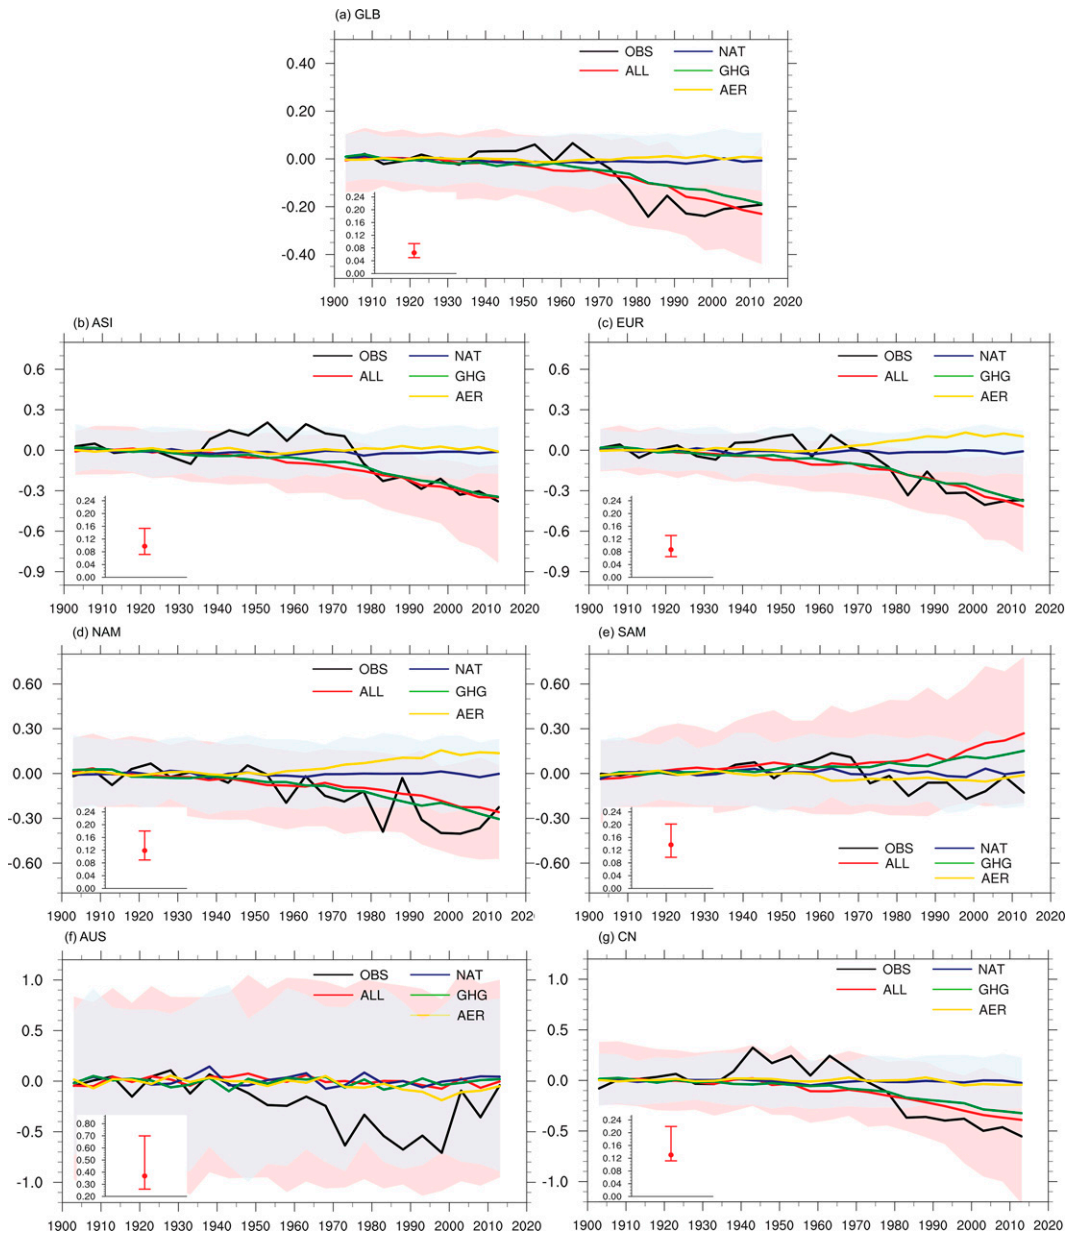 (a) GLB
OBS NAT
ALL GHG
AER
0.40
0.20
0.00
-0.20
-0.40
0.24
0.20
0.16
0.12
0.08
0.04
0.00
1900 1910 1920 1930 1940 1950 1960 1970 1980 1990 2000 2010 2020
(b) ASI
OBS NAT
ALL GHG
AER
0.6
0.3
0.0
-0.3
-0.6
-0.9
0.24
0.20
0.16
0.12
0.08
0.04
0.00
1900 1910 1920 1930 1940 1950 1960 1970 1980 1990 2000 2010 2020
(c) EUR
OBS NAT
ALL GHG
AER
0.6
0.3
0.0
-0.3
-0.6
-0.9
0.24
0.20
0.16
0.12
0.08
0.04
0.00
1900 1910 1920 1930 1940 1950 1960 1970 1980 1990 2000 2010 2020
(d) NAM
OBS NAT
ALL GHG
AER
0.60
0.30
0.00
-0.30
-0.60
0.24
0.20
0.16
0.12
0.08
0.04
0.00
1900 1910 1920 1930 1940 1950 1960 1970 1980 1990 2000 2010 202
(e) SAM
0.60
0.30
0.00
-0.30
-0.60
0.24
0.20
0.16
0.12
0.08
0.04
0.00
OBS NAT
ALL GHG
AER
1900 1910 1920 1930 1940 1950 1960 1970 1980 1990 2000 2010 2020
(f) AUS
OBS NAT
ALL GHG
AER
1.0
0.5
0.0
-0.5
-1.0
0.80
0.70
0.60
0.50
0.40
0.30
0.20
1900 1910 1920 1930 1940 1950 1960 1970 1980 1990 2000 2010 2020
(g) CN
OBS NAT
ALL GHG
AER
1.0
0.5
0.0
-0.5
-1.0
0.24
0.20
0.16
0.12
0.08
0.04
0.00
1900 1910 1920 1930 1940 1950 1960 1970 1980 1990 2000 2010 2020